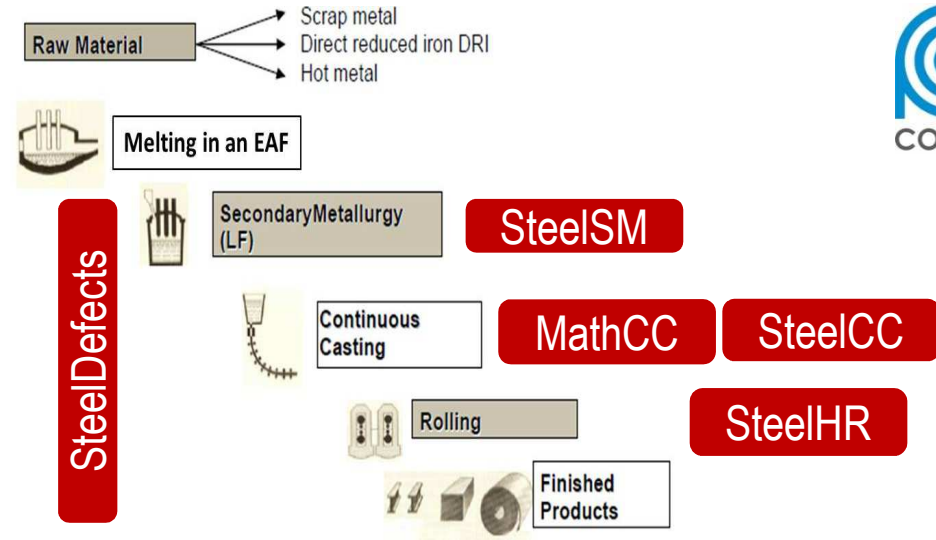 Scrap metal
Raw Material
Direct reduced iron DRI
Hot metal
CO
Melting in an EAF
SecondaryMetallurgy
(LF)
SteelSM
SteelDefects
Continuous
Casting
MathCC
SteelCC
Rolling
SteelHR
Finished
Products